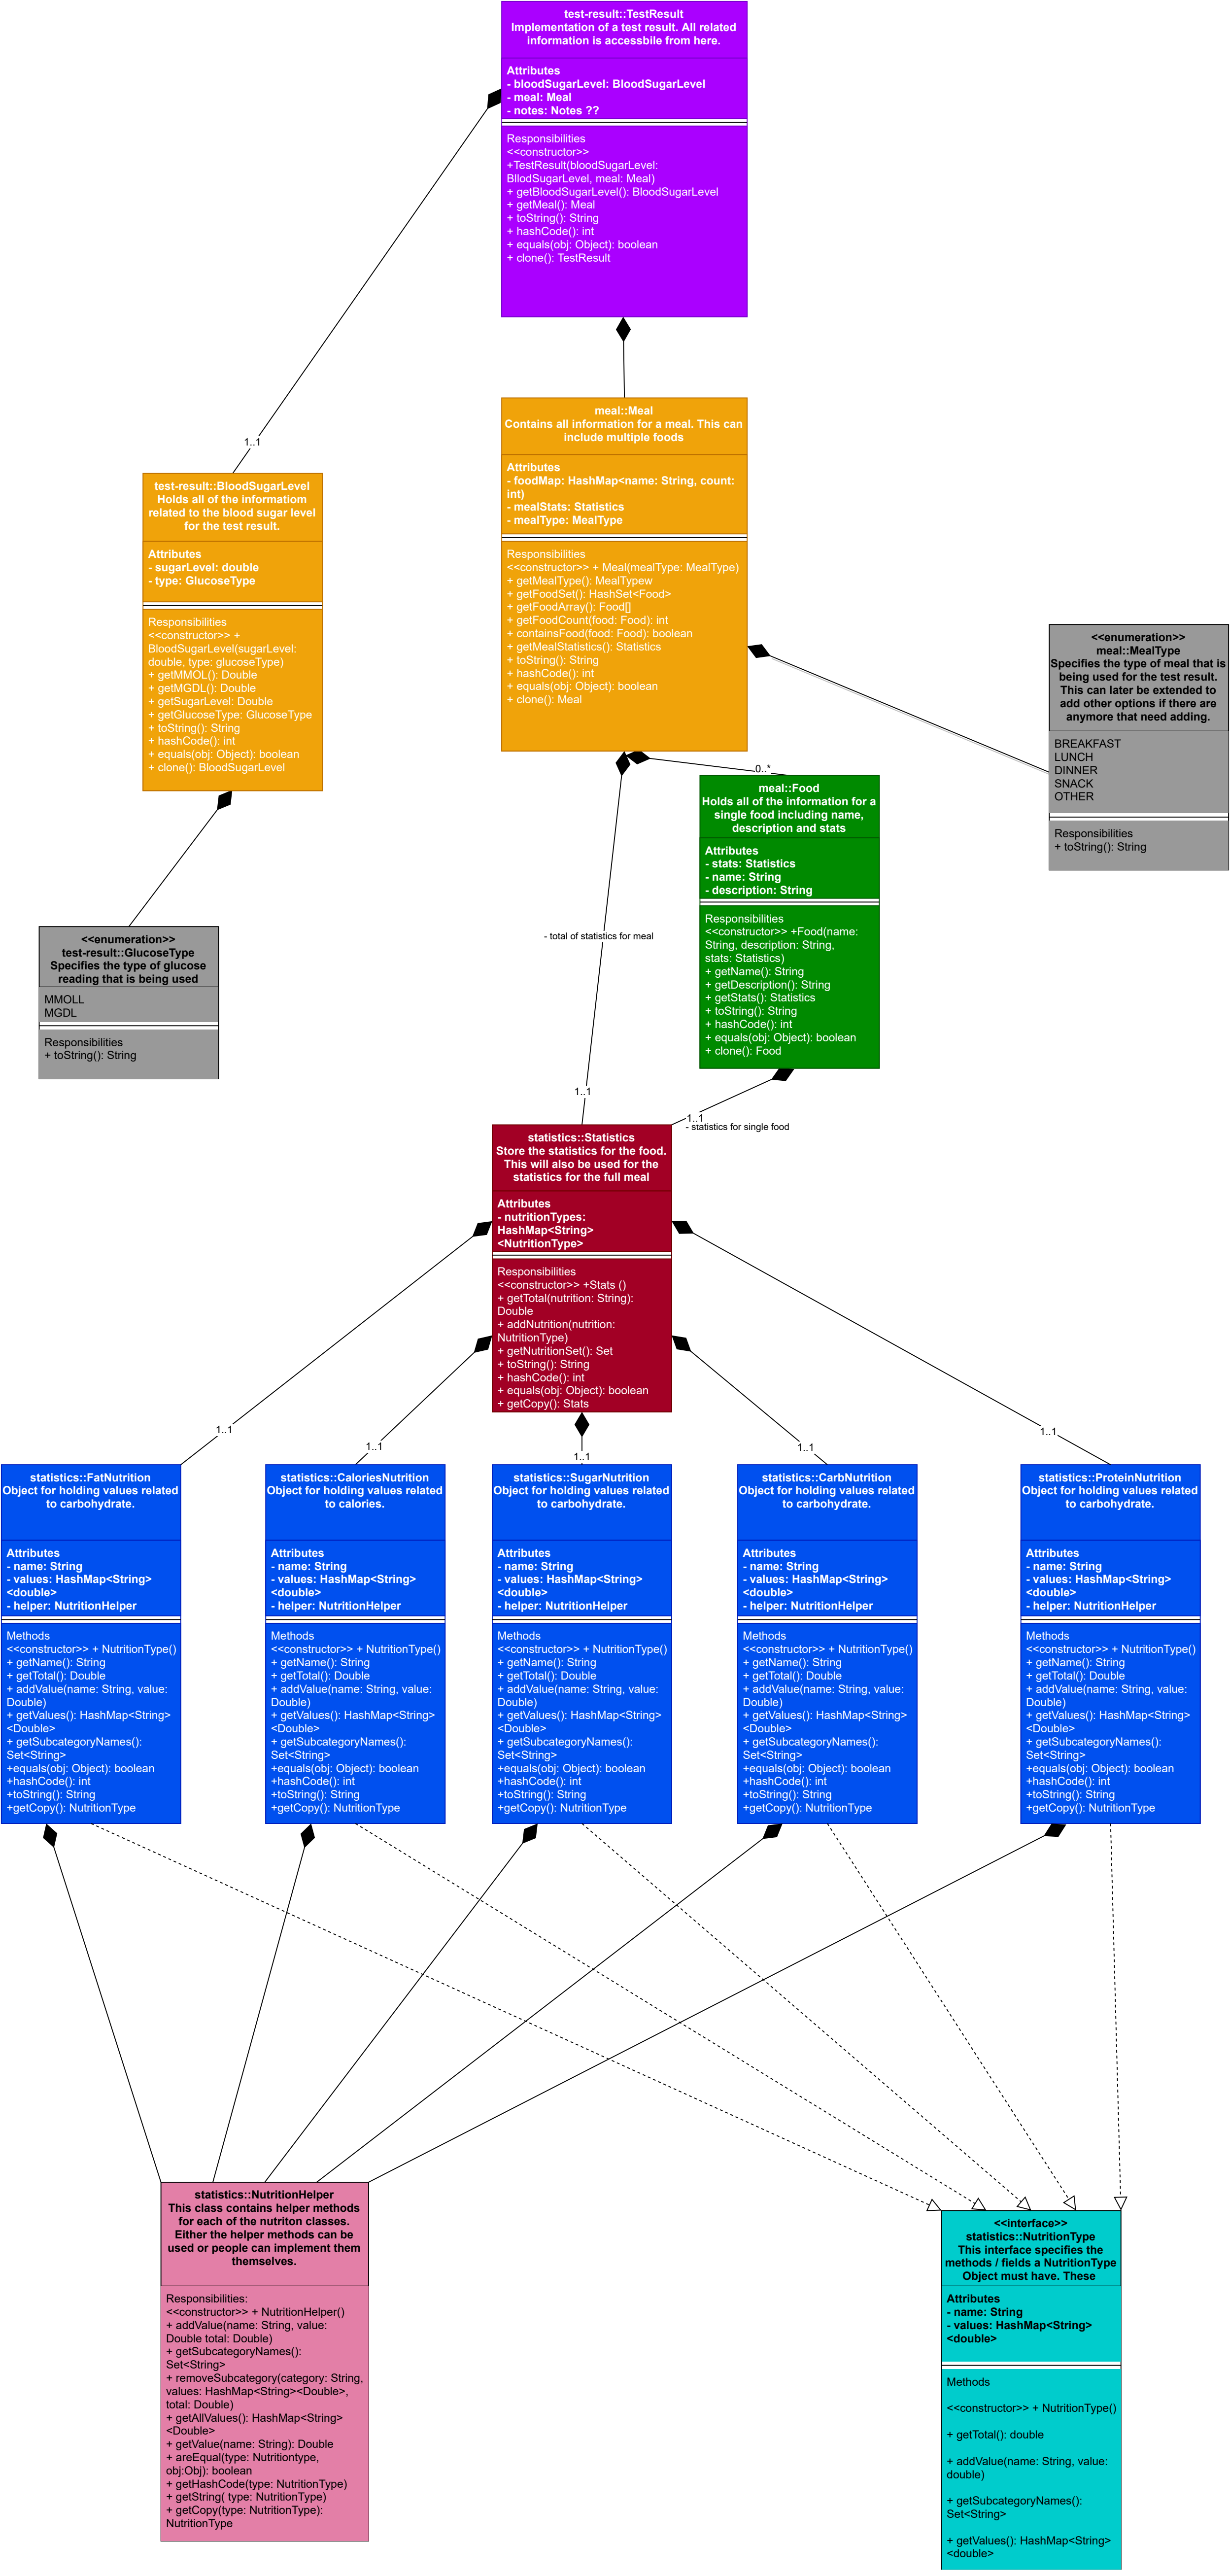 test-result::TestResult
Implementation of a test result. All related
information is accessbile from here.
Attributes
- bloodSugarLevel: BloodSugarLevel
- meal: Meal
- notes: Notes ??
Responsibilities
<<constructor>>
+TestResult(bloodSugarLevel:
BllodSugarLevel, meal: Meal)
+ getBloodSugarLevel(): BloodSugarLevel
+ getMeal(): Meal
+ toString(): String
+ hashCode(): int
+ equals(obj: Object): boolean
+ clone(): TestResult
1..1
meal::Meal
Contains all information for a meal. This can
include multiple foods
Attributes
- foodMap: HashMap<name: String, count:
int)
- mealStats: Statistics
- mealType: MealType
Responsibilities
<<constructor>> + Meal(mealType: MealType)
+ getMealType(): MealTypew
+ getFoodSet(): HashSet<Food>
+ getFoodArray(): Food[]
+ getFoodCount(food: Food): int
+ containsFood(food: Food): boolean
+ getMealStatistics(): Statistics
+ toString(): String
+ hashCode(): int
+ equals(obj: Object): boolean
+ clone(): Meal
test-result::BloodSugarLevel
Holds all of the informatiom
related to the blood sugar level
for the test result.
Attributes
- sugarLevel: double
- type: GlucoseType
Responsibilities
<<constructor>> +
BloodSugarLevel(sugarLevel:
double, type: glucoseType)
+ getMMOL(): Double
+ getMGDL(): Double
+ getSugarLevel: Double
+ getGlucoseType: GlucoseType
+ toString(): String
+ hashCode(): int
+ equals(obj: Object): boolean
+ clone(): BloodSugarLevel
<<enumeration>>
meal::MealType
Specifies the type of meal that is
being used for the test result.
This can later be extended to
add other options if there are
anymore that need adding.
BREAKFAST
LUNCH
DINNER
SNACK
OTHER
Responsibilities
+ toString(): String
0..*
meal::Food
Holds all of the information for a
single food including name,
description and stats
Attributes
- stats: Statistics
- name: String
- description: String
Responsibilities
<<constructor>> +Food(name:
String, description: String,
stats: Statistics)
+ getName(): String
+ getDescription(): String
+ getStats(): Statistics
+ toString(): String
+ hashCode(): int
+ equals(obj: Object): boolean
+ clone(): Food
<<enumeration>>
test-result::GlucoseType
Specifies the type of glucose
reading that is being used
MMOLL
MGDL
Responsibilities
+ toString(): String
- total of statistics for meal
1..1
1..1
- statistics for single food
statistics::Statistics
Store the statistics for the food.
This will also be used for the
statistics for the full meal
Attributes
- nutritionTypes:
HashMap<String>
<NutritionType>
Responsibilities
<<constructor>> +Stats ()
+ getTotal(nutrition: String):
Double
+ addNutrition(nutrition:
NutritionType)
+ getNutritionSet(): Set
+ toString(): String
+ hashCode(): int
+ equals(obj: Object): boolean
+ getCopy(): Stats
1..1
1..1
1..1
1..1
1..1
statistics::FatNutrition
Object for holding values related
to carbohydrate.
Attributes
- name: String
- values: HashMap<String>
<double>
- helper: NutritionHelper
Methods
<<constructor>> + NutritionType()
+ getName(): String
+ getTotal(): Double
+ addValue(name: String, value:
Double)
+ getValues(): HashMap<String>
<Double>
+ getSubcategoryNames():
Set<String>
+equals(obj: Object): boolean
+hashCode(): int
+toString(): String
+getCopy(): NutritionType
statistics::CaloriesNutrition
Object for holding values related
to calories.
Attributes
- name: String
- values: HashMap<String>
<double>
- helper: NutritionHelper
Methods
<<constructor>> + NutritionType()
+ getName(): String
+ getTotal(): Double
+ addValue(name: String, value:
Double)
+ getValues(): HashMap<String>
<Double>
+ getSubcategoryNames():
Set<String>
+equals(obj: Object): boolean
+hashCode(): int
+toString(): String
+getCopy(): NutritionType
statistics::SugarNutrition
Object for holding values related
to carbohydrate.
Attributes
- name: String
- values: HashMap<String>
<double>
- helper: NutritionHelper
Methods
<<constructor>> + NutritionType()
+ getName(): String
+ getTotal(): Double
+ addValue(name: String, value:
Double)
+ getValues(): HashMap<String>
<Double>
+ getSubcategoryNames():
Set<String>
+equals(obj: Object): boolean
+hashCode(): int
+toString(): String
+getCopy(): NutritionType
statistics::CarbNutrition
Object for holding values related
to carbohydrate.
Attributes
- name: String
- values: HashMap<String>
<double>
- helper: NutritionHelper
Methods
<<constructor>> + NutritionType()
+ getName(): String
+ getTotal(): Double
+ addValue(name: String, value:
Double)
+ getValues(): HashMap<String>
<Double>
+ getSubcategoryNames():
Set<String>
+equals(obj: Object): boolean
+hashCode(): int
+toString(): String
+getCopy(): NutritionType
statistics::ProteinNutrition
Object for holding values related
to carbohydrate.
Attributes
- name: String
- values: HashMap<String>
<double>
- helper: NutritionHelper
Methods
<<constructor>> + NutritionType()
+ getName(): String
+ getTotal(): Double
+ addValue(name: String, value:
Double)
+ getValues(): HashMap<String>
<Double>
+ getSubcategoryNames():
Set<String>
+equals(obj: Object): boolean
+hashCode(): int
+toString(): String
+getCopy(): NutritionType
statistics::NutritionHelper
This class contains helper methods
for each of the nutriton classes.
Either the helper methods can be
used or people can implement them
themselves.
Responsibilities:
<<constructor>> + NutritionHelper()
+ addValue(name: String, value:
Double total: Double)
+ getSubcategoryNames():
Set<String>
+ removeSubcategory(category: String,
values: HashMap<String><Double>,
total: Double)
+ getAllValues(): HashMap<String>
<Double>
+ getValue(name: String): Double
+ areEqual(type: Nutritiontype,
obj:Obj): boolean
+ getHashCode(type: NutritionType)
+ getString( type: NutritionType)
+ getCopy(type: NutritionType):
NutritionType
<<interface>>
statistics::NutritionType
This interface specifies the
methods / fields a NutritionType
Object must have. These
Attributes
- name: String
- values: HashMap<String>
<double>
Methods
<<constructor>> + NutritionType()
+ getTotal(): double
+ addValue(name: String, value:
double)
+ getSubcategoryNames():
Set<String>
+ getValues(): HashMap<String>
<double>